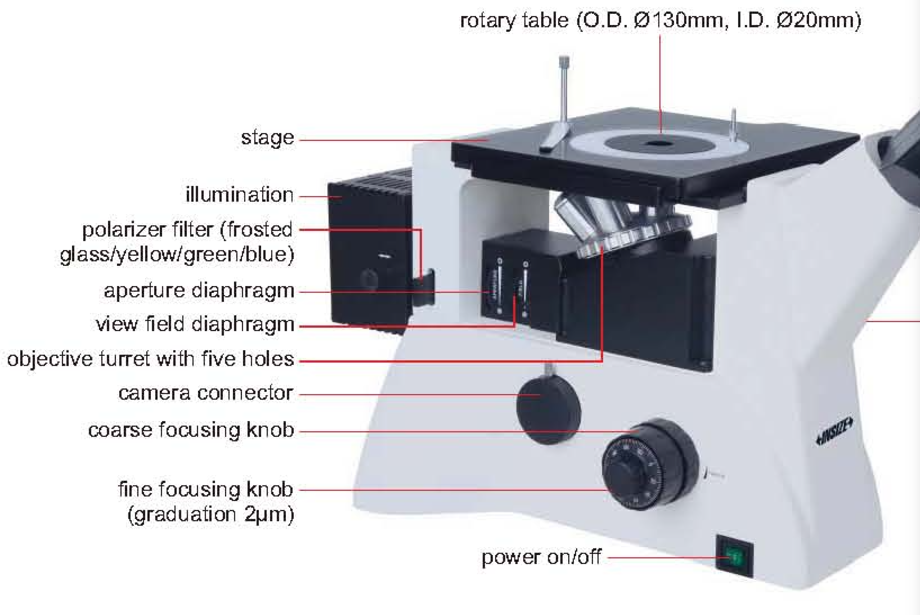 rotary table (O.D. Ø130mm, I.D. Ø20mm)
stage
illumination
polarizer filter (frosted
glass/yellow/green/blue)
aperture diaphragm
view field diaphragm
objective turret with five holes
camera connector
coarse focusing knob
fine focusing knob
(graduation 2µm)
power on/off
INSIZE